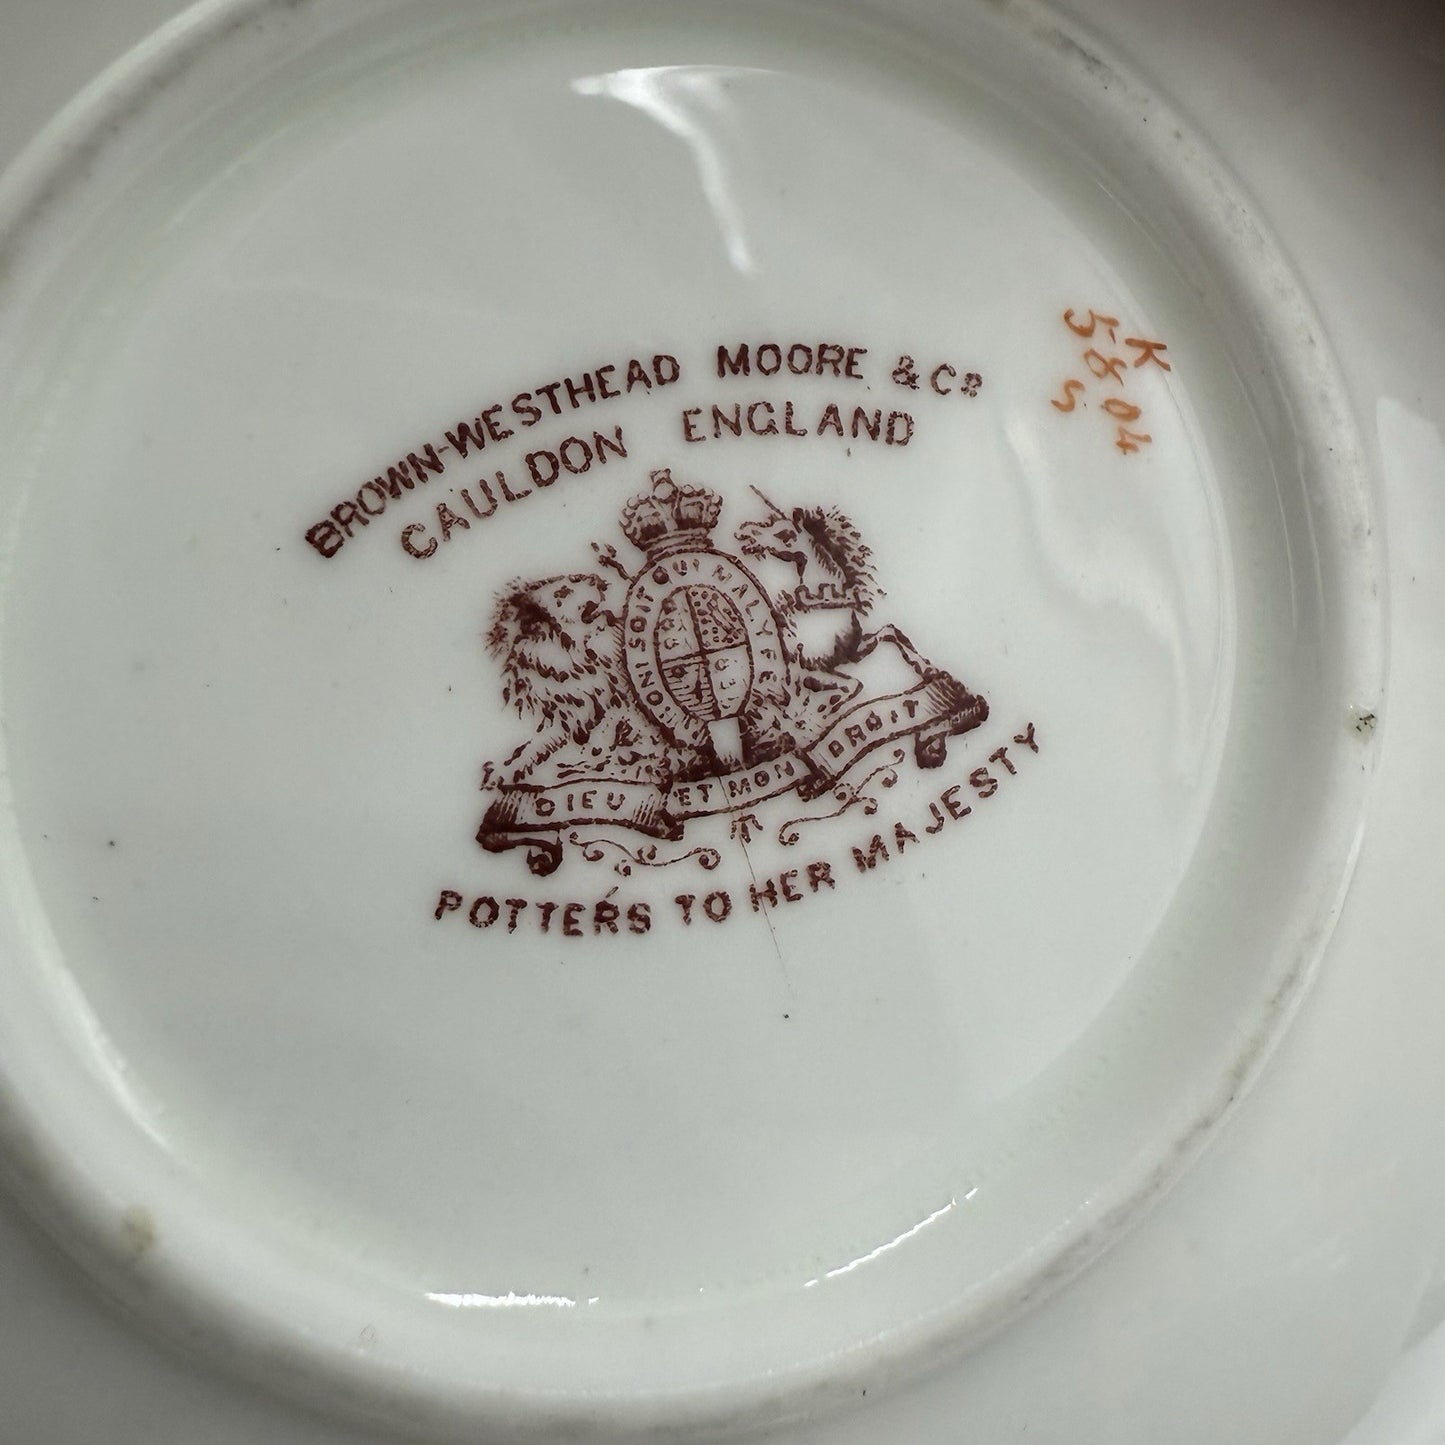 BROWN-WESTHEAD MOORE & Co
CAULDON ENGLAND
HONI SOIT QUI MAL Y PE
DIEU ET MON DROIT
POTTERS TO HER MAJESTY
K
5804
S